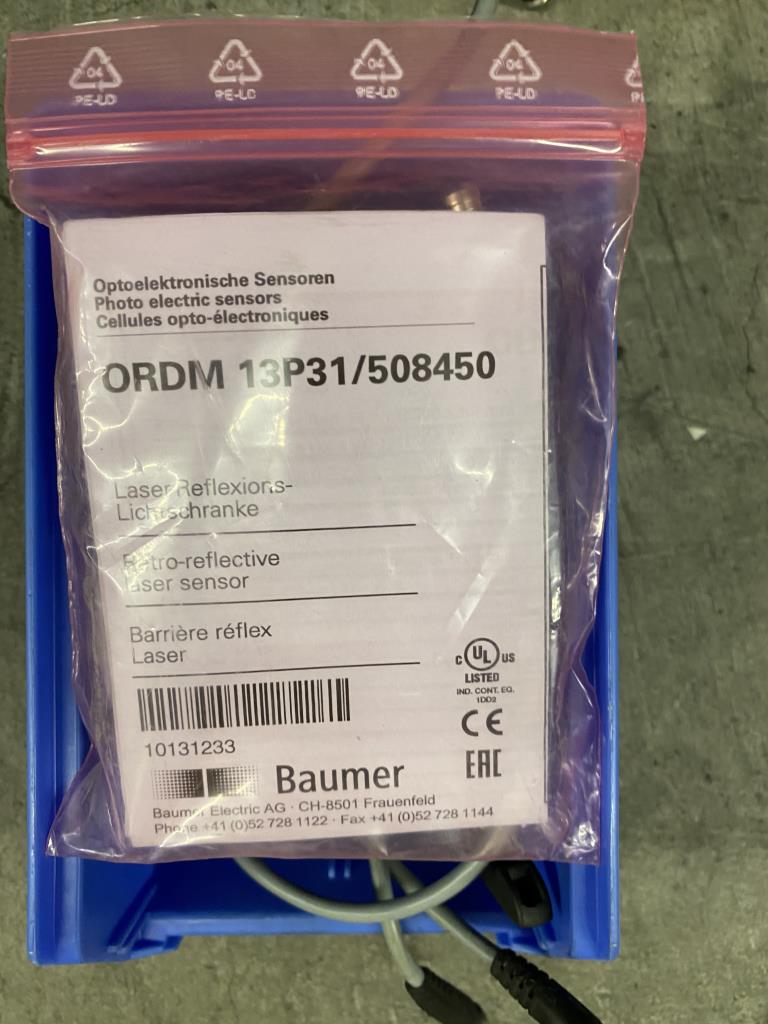 04
04
04
04
PE-LD
PE-LD
PE-LD
PE-LD
Optoelektronische Sensoren
Photo electric sensors
Cellules opto-électroniques
ORDM 13P31/508450
Laser Reflexions-
Lichtschranke
Retro-reflective
laser sensor
Barrière réflex
Laser
C UL US
LISTED
IND. CONT. EQ.
1DD2
CE
10131233
EAC
Baumer
Baumer Electric AG · CH-8501 Frauenfeld
Phone +41 (0)52 728 1122 · Fax +41 (0)52 728 1144